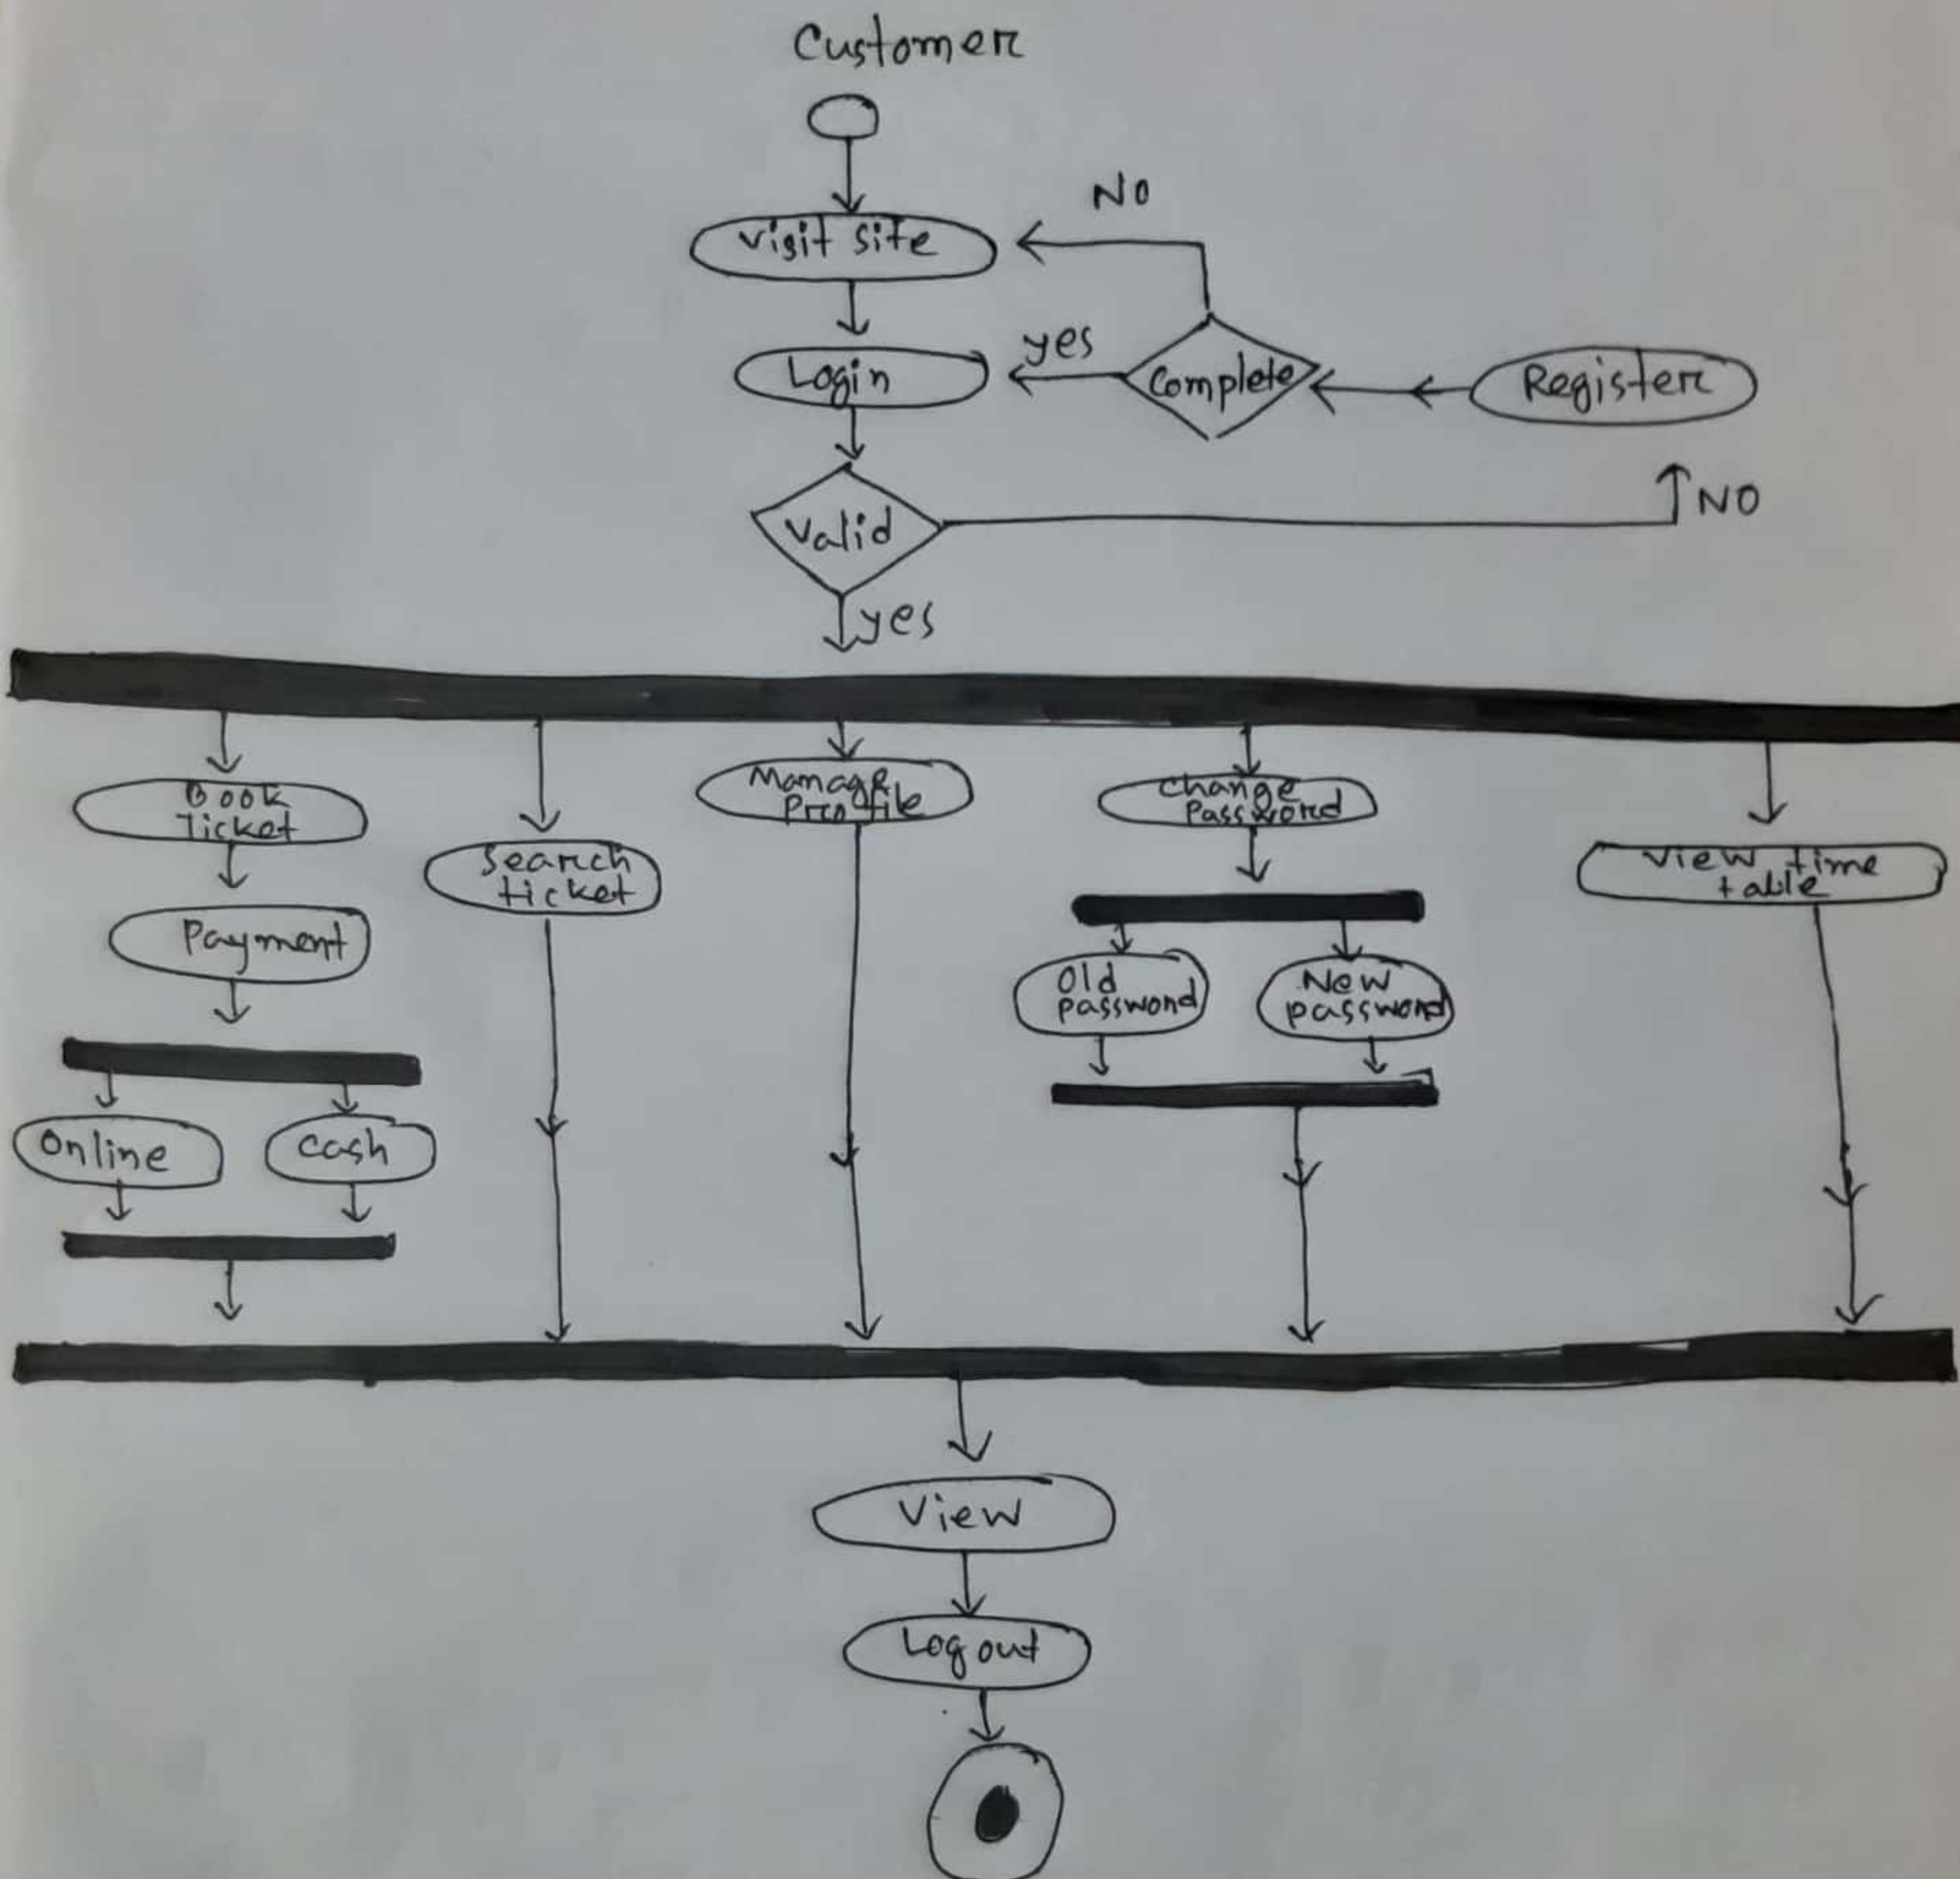 Customer
No
visit site
yes
Login
Complete
Register
Valid
NO
yes
Book
Ticket
Search
ticket
Manage
Profile
Change
Password
View time
table
Payment
Old
password
New
password
Online
Cash
View
Log out